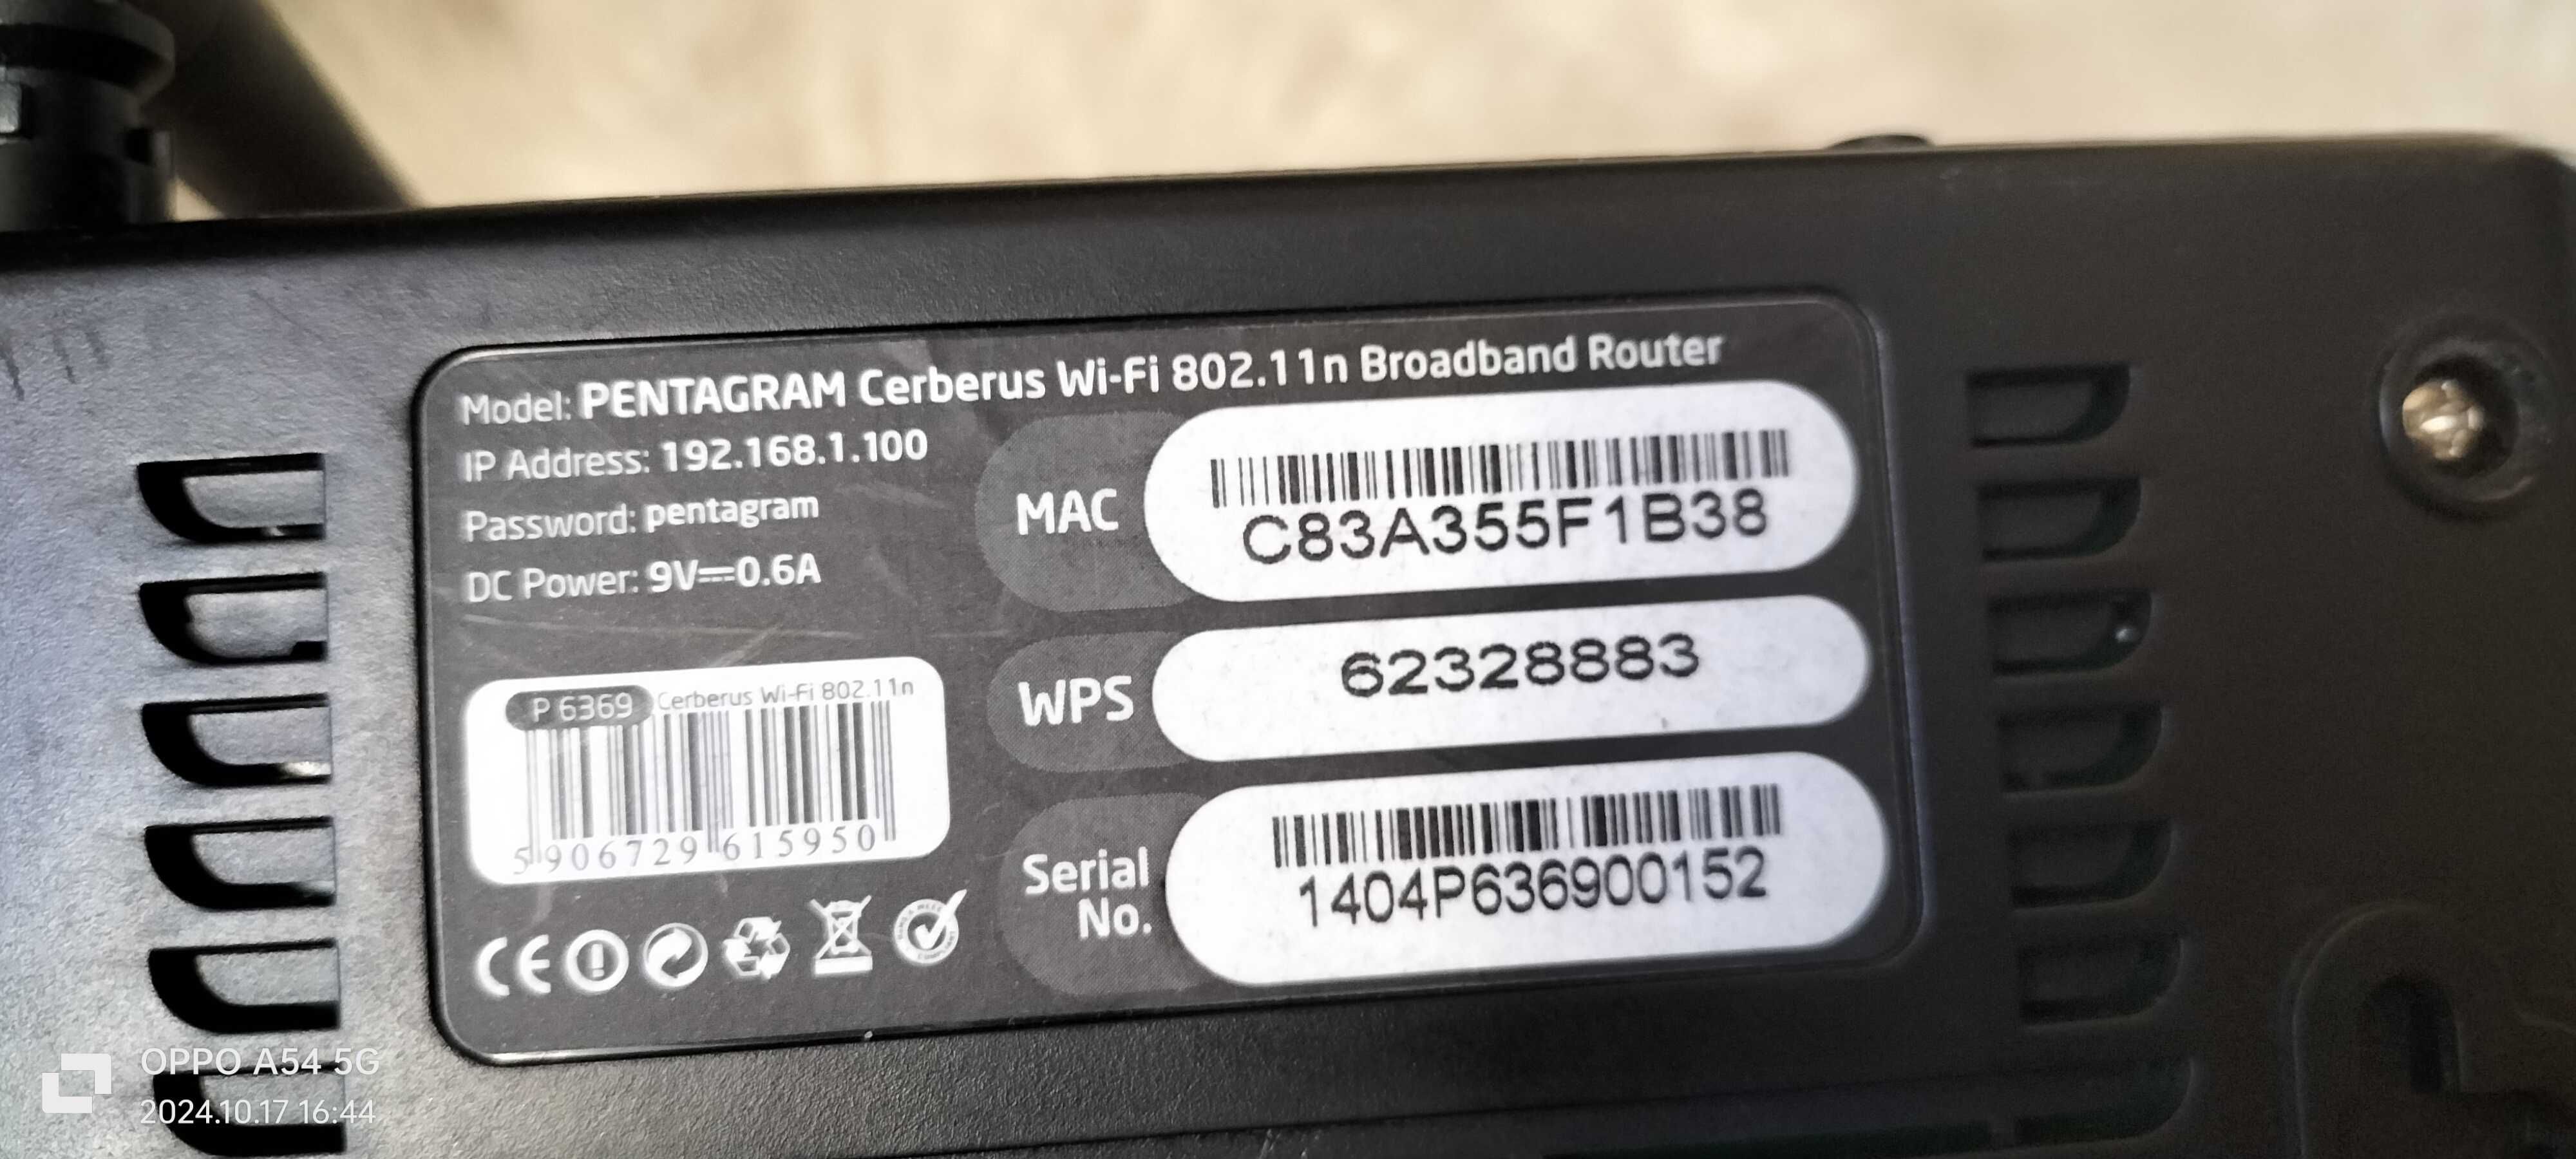 Model: PENTAGRAM Cerberus Wi-Fi 802.11n Broadband Router
IP Address: 192.168.1.100
Password: pentagram
DC Power: 9V⎓0.6A
MAC
C83A355F1B38
WPS
62328883
P 6369 Cerberus Wi-Fi 802.11n
5 906729 615950
Serial
No.
1404P636900152
CE
OPPO A54 5G
2024.10.17 16:44